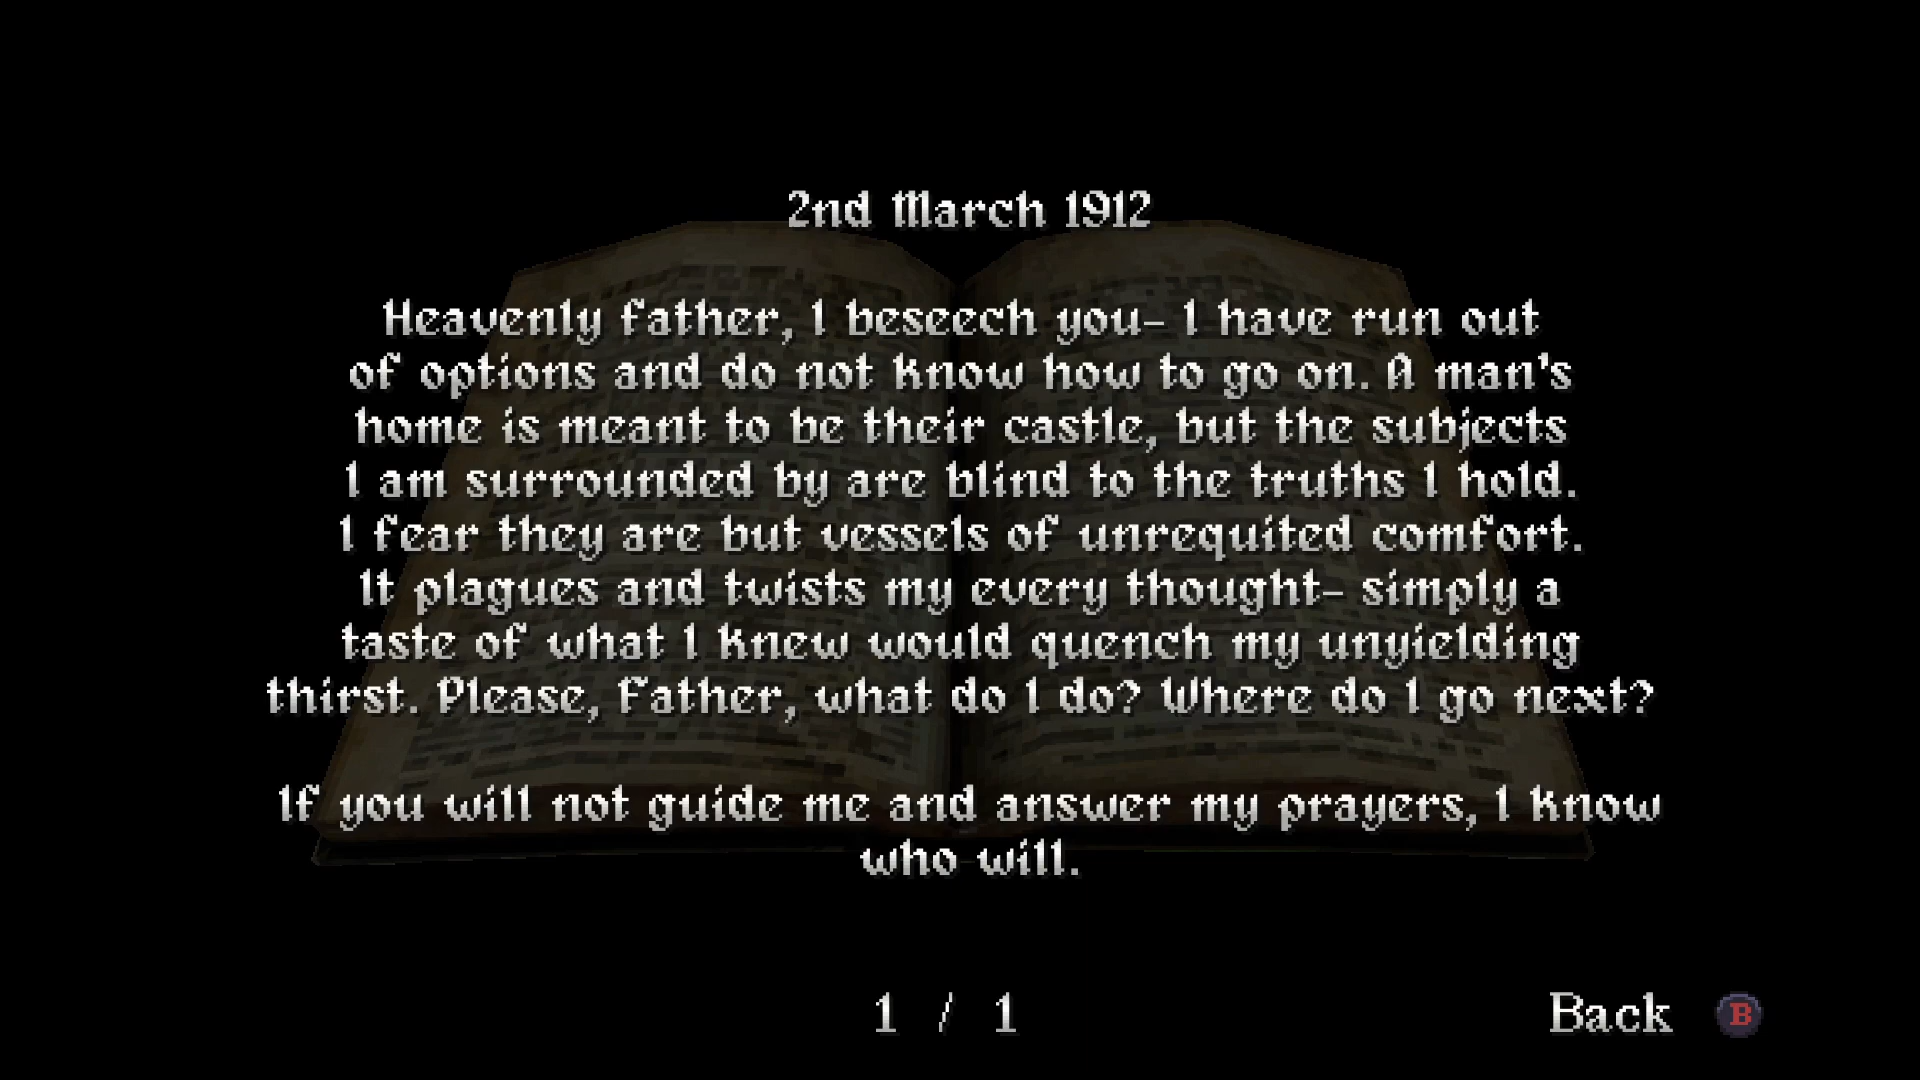 2nd March 1912
Heavenly father, I beseech you- I have run out
of options and do not know how to go on. A man's
home is meant to be their castle, but the subjects
I am surrounded by are blind to the truths I hold.
I fear they are but vessels of unrequited comfort.
It plagues and twists my every thought- simply a
taste of what I knew would quench my unyielding
thirst. Please, Father, what do I do? Where do I go next?
If you will not guide me and answer my prayers, I know
who will.
1 / 1
Back B